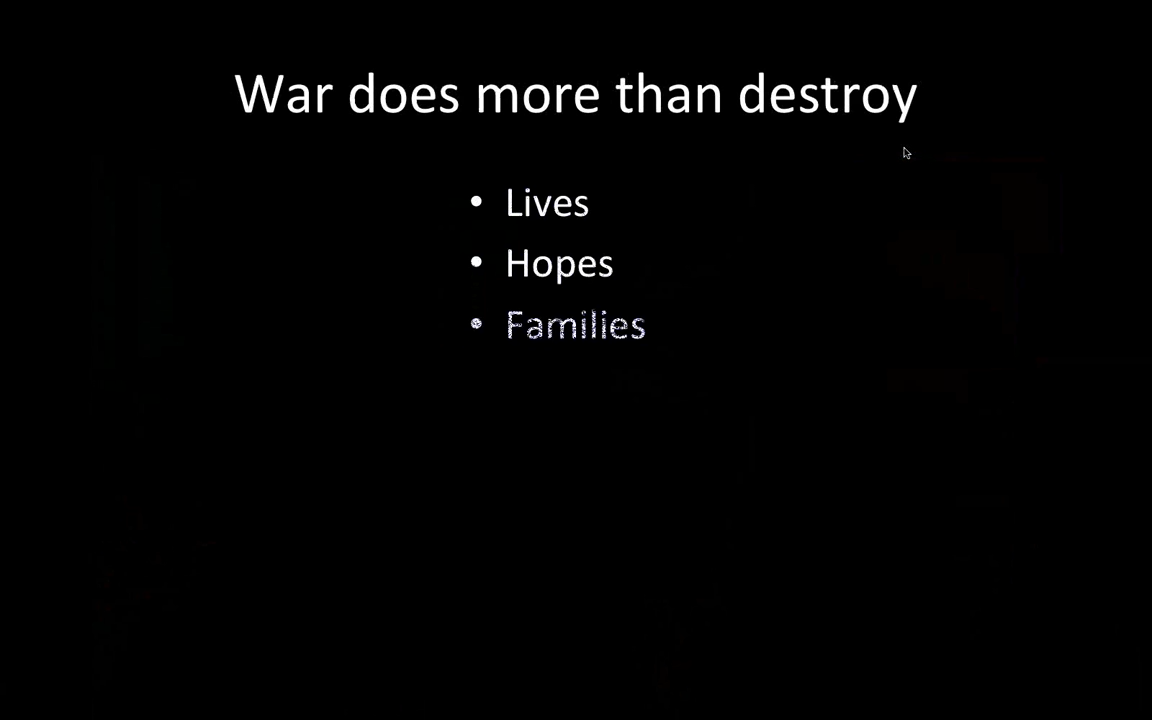 War does more than destroy
• Lives
• Hopes
• Families